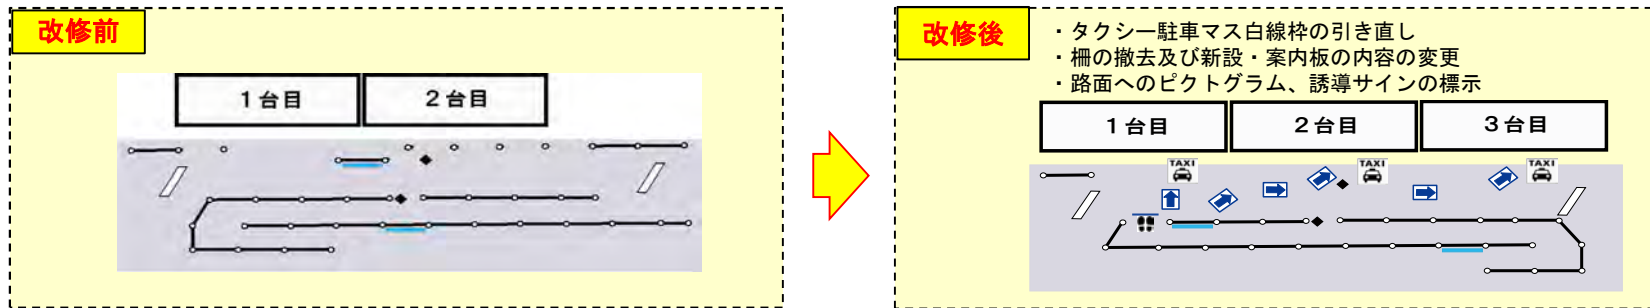 改修前
1台目
2台目
改修後
・タクシー駐車マス白線枠の引き直し
・柵の撤去及び新設・案内板の内容の変更
・路面へのピクトグラム、誘導サインの標示
1台目
2台目
3台目
TAXI
TAXI
TAXI